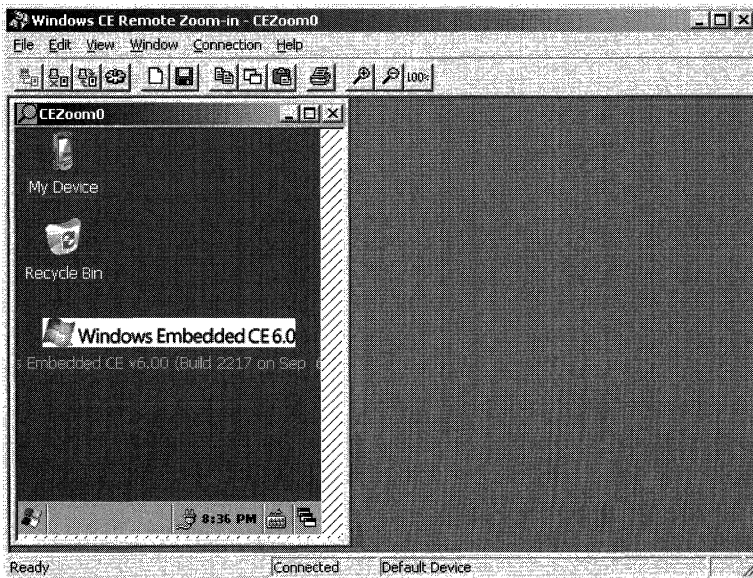 Windows CE Remote Zoom-in - CEZoom0
File Edit View Window Connection Help
100%
CEZoom0
My Device
Recycle Bin
Windows Embedded CE 6.0
s Embedded CE v6.00 (Build 2217 on Sep
8:36 PM
Ready Connected Default Device